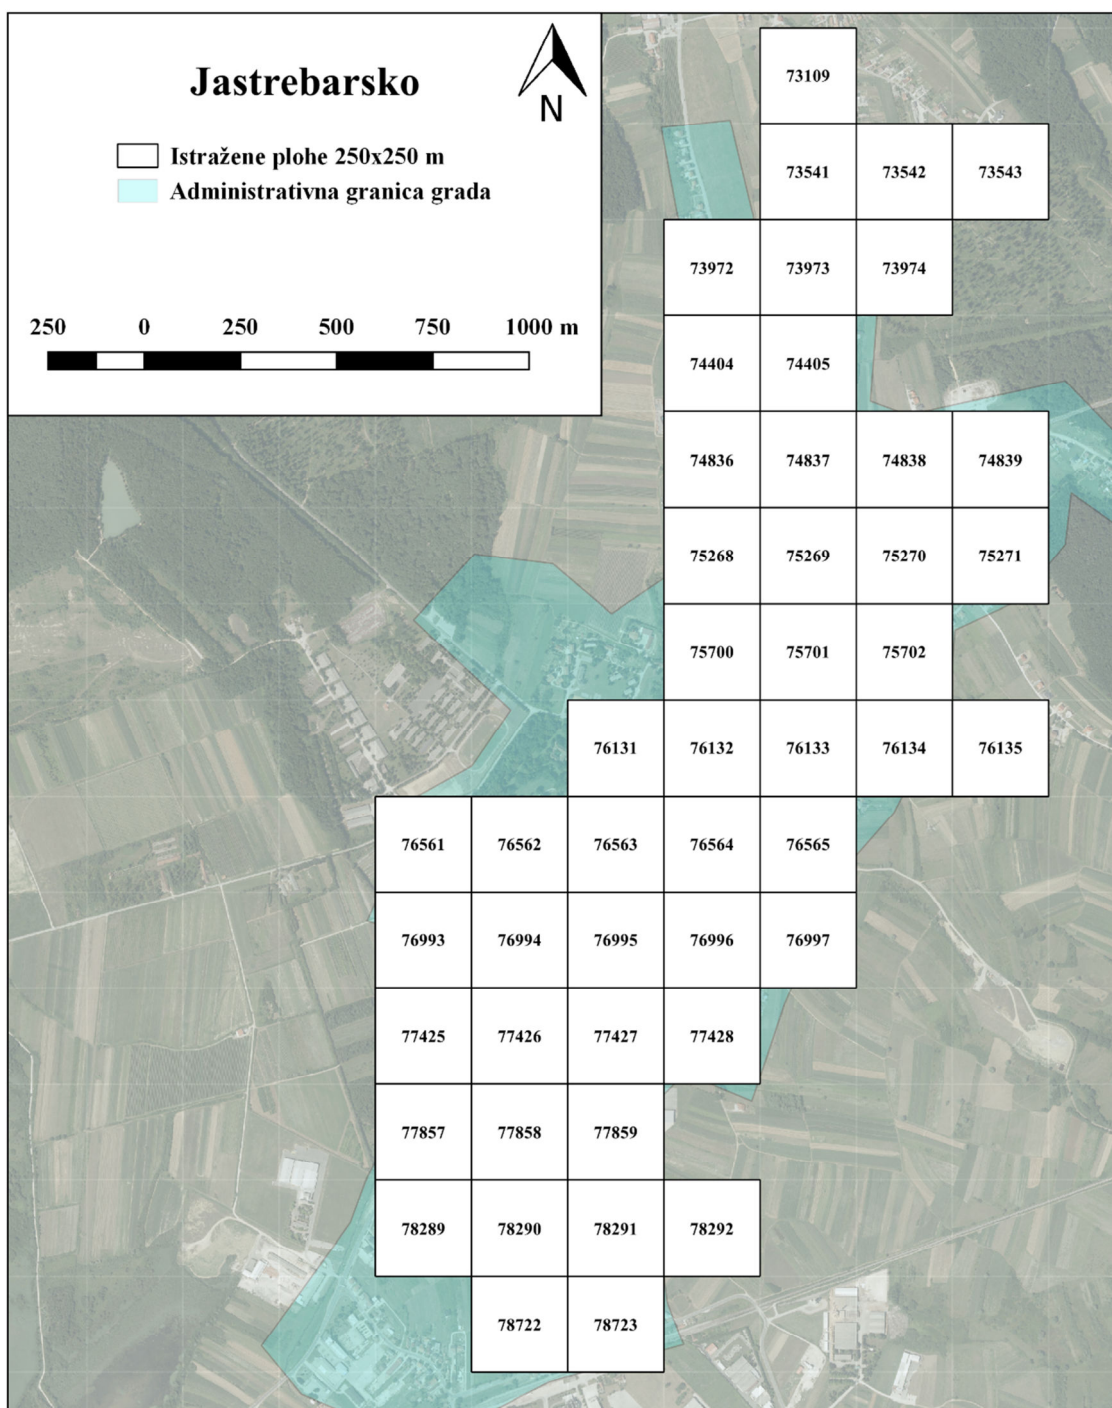 Jastrebarsko
N
Istražene plohe 250x250 m
Administrativna granica grada
250 0 250 500 750 1000 m
73109
73541 73542 73543
73972 73973 73974
74404 74405
74836 74837 74838 74839
75268 75269 75270 75271
75700 75701 75702
76131 76132 76133 76134 76135
76561 76562 76563 76564 76565
76993 76994 76995 76996 76997
77425 77426 77427 77428
77857 77858 77859
78289 78290 78291 78292
78722 78723